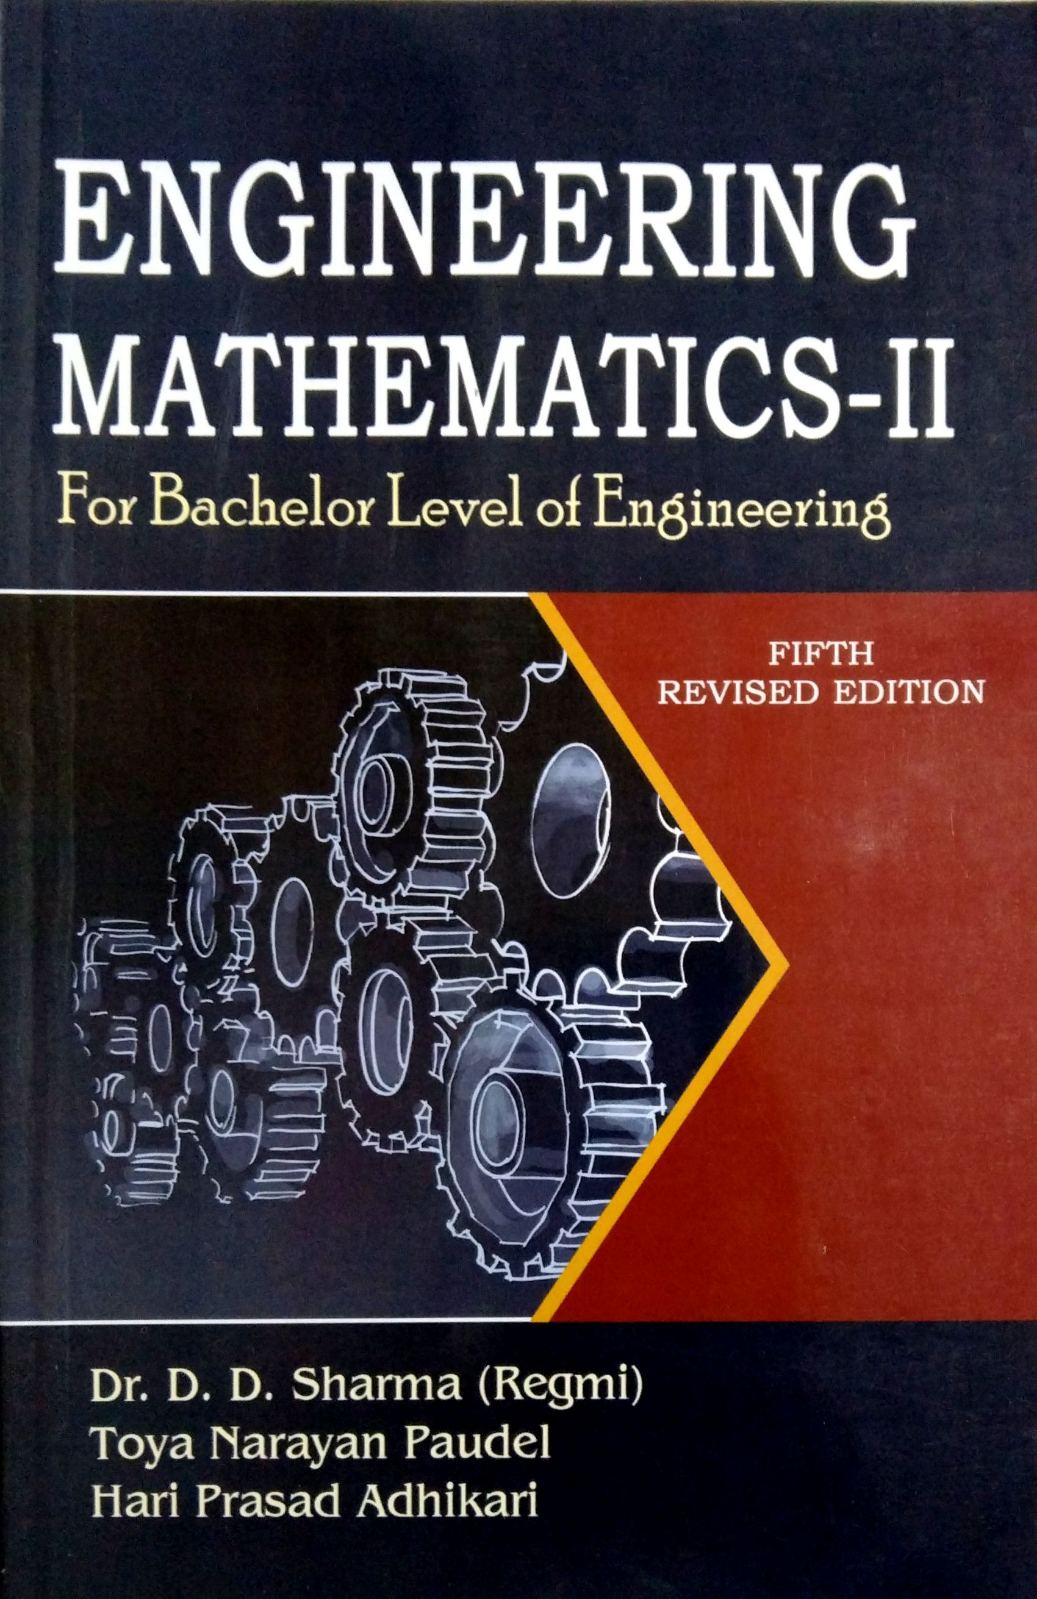 ENGINEERING
MATHEMATICS-II
For Bachelor Level of Engineering
FIFTH
REVISED EDITION
Dr. D. D. Sharma (Regmi)
Toya Narayan Paudel
Hari Prasad Adhikari